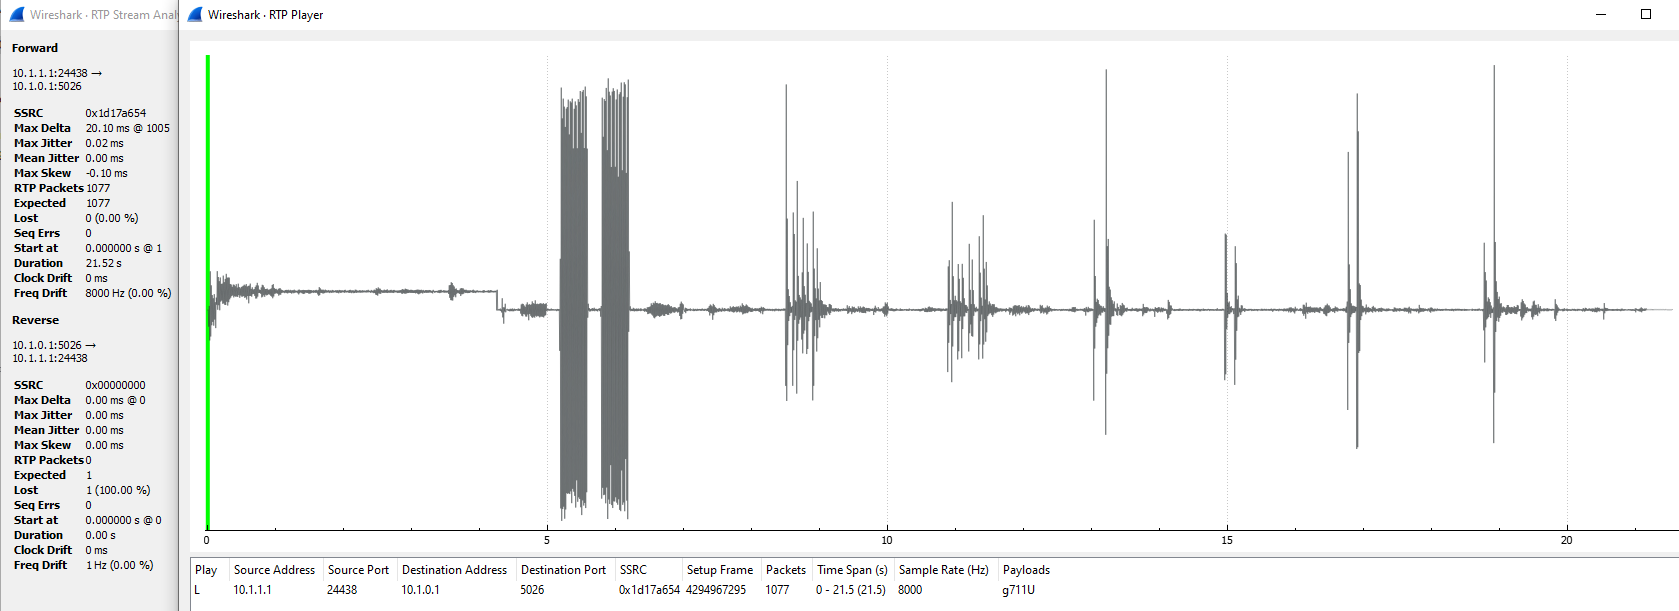 Wireshark · RTP Stream Anal
Wireshark · RTP Player
Forward
10.1.1.1:24438 →
10.1.0.1:5026
SSRC 0x1d17a654
Max Delta 20.10 ms @ 1005
Max Jitter 0.02 ms
Mean Jitter 0.00 ms
Max Skew -0.10 ms
RTP Packets 1077
Expected 1077
Lost 0 (0.00 %)
Seq Errs 0
Start at 0.000000 s @ 1
Duration 21.52 s
Clock Drift 0 ms
Freq Drift 8000 Hz (0.00 %)
Reverse
10.1.0.1:5026 →
10.1.1.1:24438
SSRC 0x00000000
Max Delta 0.00 ms @ 0
Max Jitter 0.00 ms
Mean Jitter 0.00 ms
Max Skew 0.00 ms
RTP Packets 0
Expected 1
Lost 1 (100.00 %)
Seq Errs 0
Start at 0.000000 s @ 0
Duration 0.00 s
Clock Drift 0 ms
Freq Drift 1 Hz (0.00 %)
0 5 10 15 20
Play Source Address Source Port Destination Address Destination Port SSRC Setup Frame Packets Time Span (s) Sample Rate (Hz) Payloads
L 10.1.1.1 24438 10.1.0.1 5026 0x1d17a654 4294967295 1077 0 - 21.5 (21.5) 8000 g711U